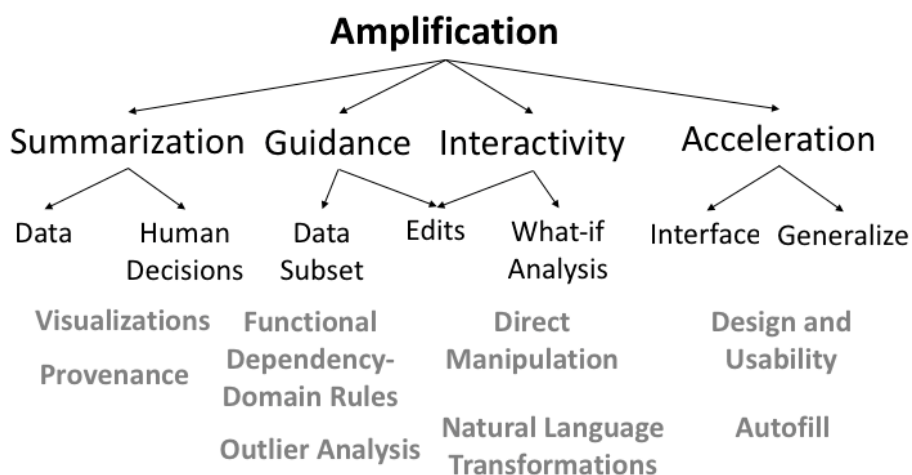 Amplification
Summarization Guidance Interactivity Acceleration
Data Human Decisions Data Subset Edits What-if Analysis Interface Generalize
Visualizations
Provenance
Functional
Dependency-
Domain Rules
Outlier Analysis
Direct
Manipulation
Natural Language
Transformations
Design and
Usability
Autofill